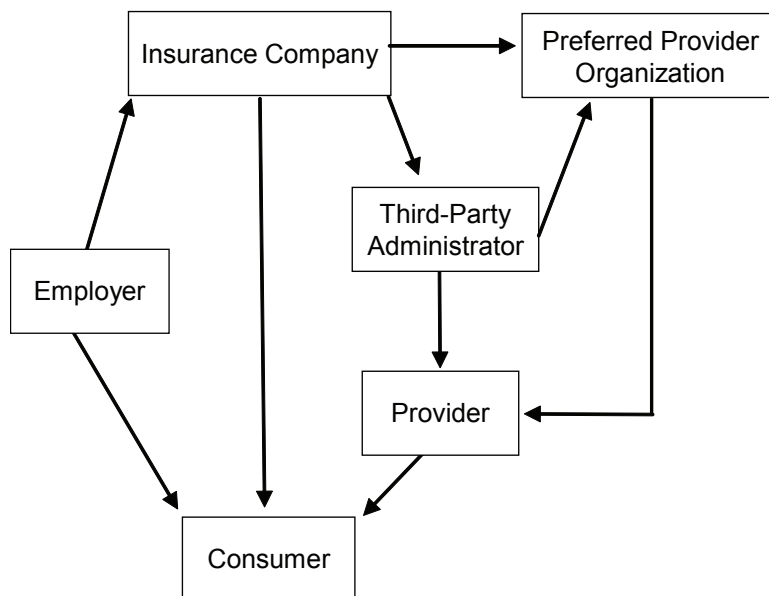 Insurance Company
Preferred Provider
Organization
Third-Party
Administrator
Employer
Provider
Consumer